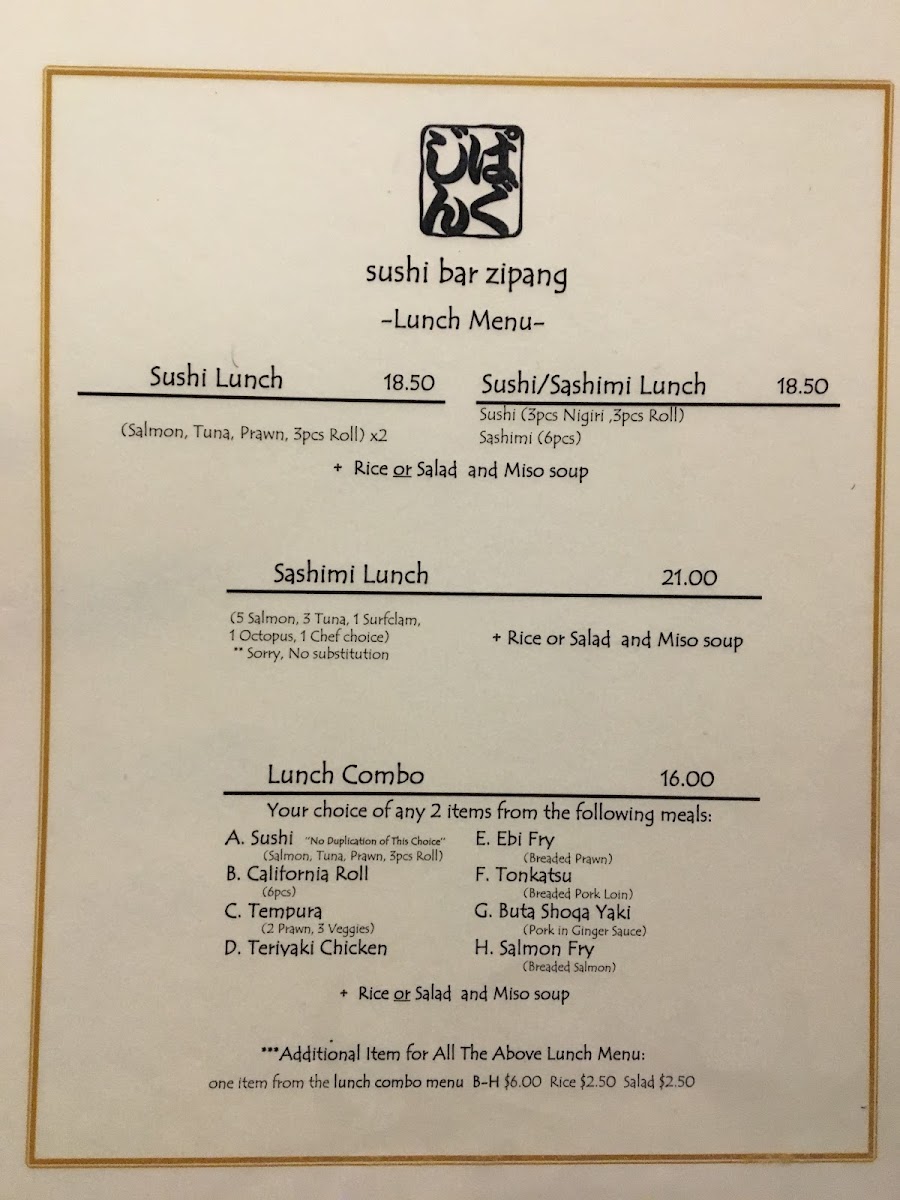 じぱ
んぐ
sushi bar zipang
-Lunch Menu-
Sushi Lunch 18.50
(Salmon, Tuna, Prawn, 3pcs Roll) x2
Sushi/Sashimi Lunch 18.50
Sushi (3pcs Nigiri ,3pcs Roll)
Sashimi (6pcs)
+ Rice or Salad and Miso soup
Sashimi Lunch 21.00
(5 Salmon, 3 Tuna, 1 Surfclam,
1 Octopus, 1 Chef choice)
** Sorry, No substitution
+ Rice or Salad and Miso soup
Lunch Combo 16.00
Your choice of any 2 items from the following meals:
A. Sushi "No Duplication of This Choice"
(Salmon, Tuna, Prawn, 3pcs Roll)
B. California Roll
(6pcs)
C. Tempura
(2 Prawn, 3 Veggies)
D. Teriyaki Chicken
E. Ebi Fry
(Breaded Prawn)
F. Tonkatsu
(Breaded Pork Loin)
G. Buta Shoga Yaki
(Pork in Ginger Sauce)
H. Salmon Fry
(Breaded Salmon)
+ Rice or Salad and Miso soup
***Additional Item for All The Above Lunch Menu:
one item from the lunch combo menu B-H $6.00 Rice $2.50 Salad $2.50